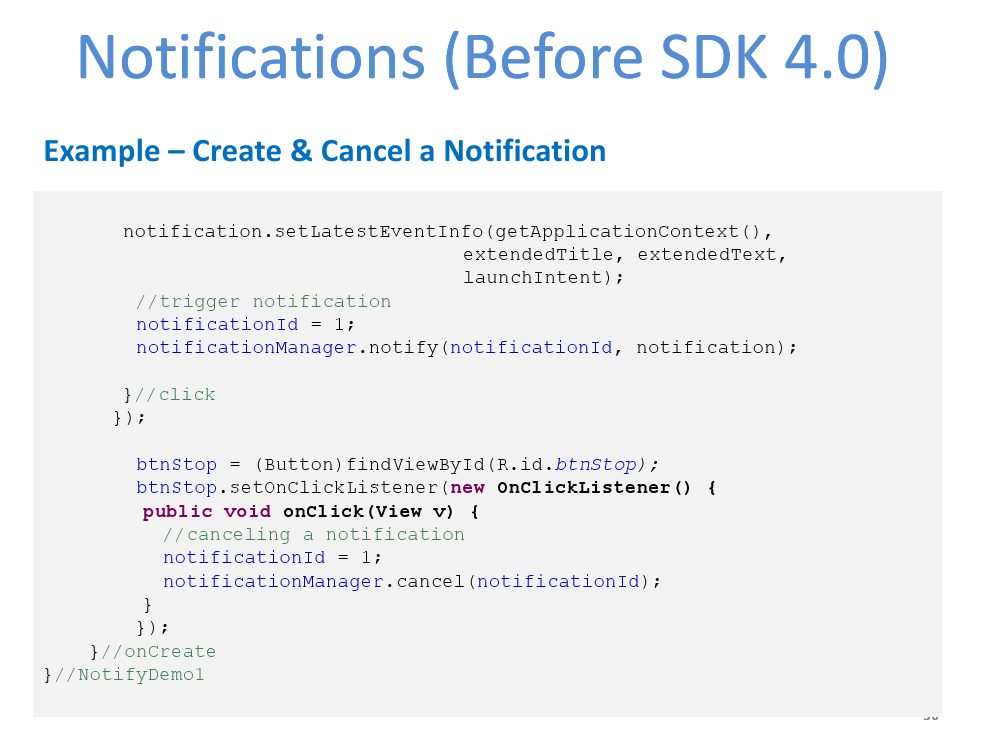 Notifications (Before SDK 4.0)
Example – Create & Cancel a Notification
notification.setLatestEventInfo(getApplicationContext(),
extendedTitle, extendedText,
launchIntent);
//trigger notification
notificationId = 1;
notificationManager.notify(notificationId, notification);
}//click
});
btnStop = (Button)findViewById(R.id.btnStop);
btnStop.setOnClickListener(new OnClickListener() {
public void onClick(View v) {
//canceling a notification
notificationId = 1;
notificationManager.cancel(notificationId);
}
});
}//onCreate
}//NotifyDemo1